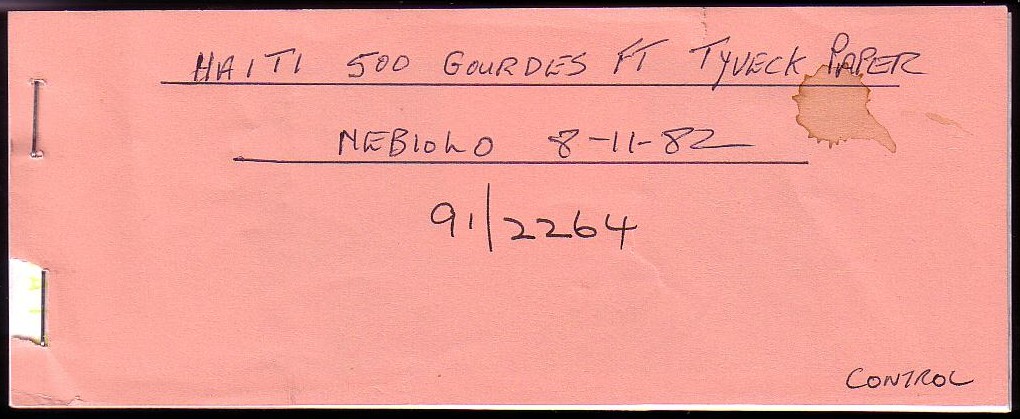 HAITI 500 GOURDES FT TYVECK PAPER
NEBIOLO 8-11-82
91/2264
CONTROL